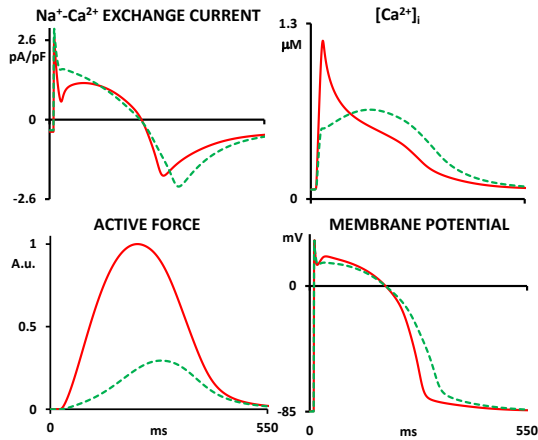 Na⁺-Ca²⁺ EXCHANGE CURRENT
2.6
pA/pF
0
-2.6
[Ca²⁺]ᵢ
1.3
µM
0
ACTIVE FORCE
1
A.u.
0.5
0
0 ms 550
MEMBRANE POTENTIAL
mV
0
-85
0 ms 550